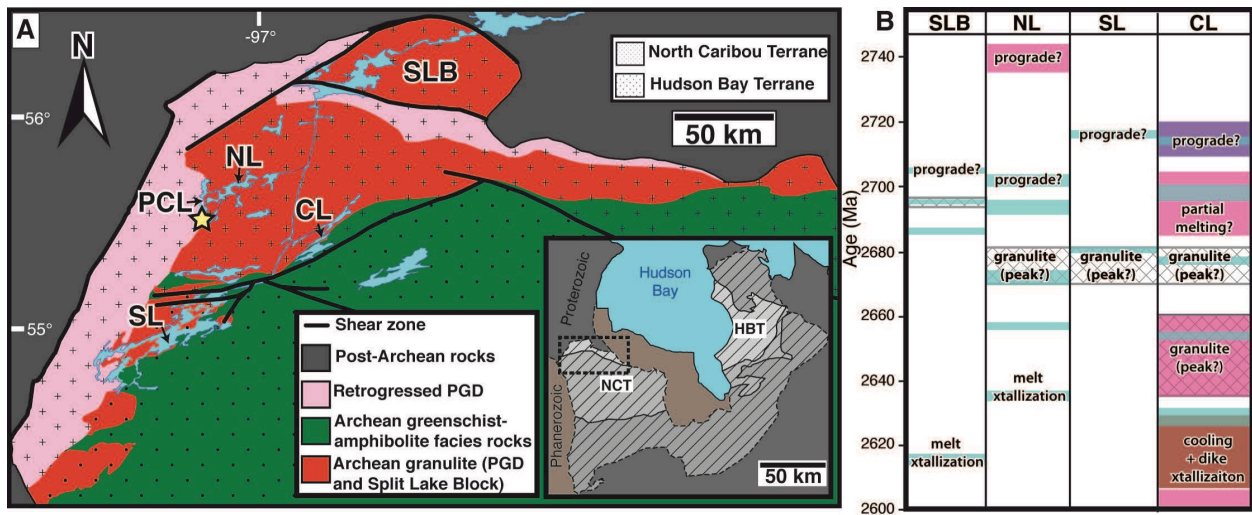 A
N
-97°
56°
55°
SLB
NL
PCL
CL
SL
North Caribou Terrane
Hudson Bay Terrane
50 km
Shear zone
Post-Archean rocks
Retrogressed PGD
Archean greenschist-
amphibolite facies rocks
Archean granulite (PGD
and Split Lake Block)
Proterozoic
Phanerozoic
Hudson
Bay
HBT
NCT
50 km
B
SLB NL SL CL
Age (Ma)
2740
2720
2700
2680
2660
2640
2620
2600
prograde?
melt
xtallization
prograde?
prograde?
granulite
(peak?)
melt
xtallization
prograde?
granulite
(peak?)
prograde?
partial
melting?
granulite
(peak?)
granulite
(peak?)
cooling
+ dike
xtallizaiton